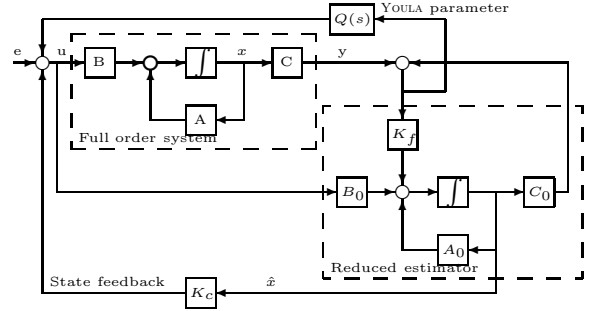 Q(s)
YOULA parameter
e
u
B
∫
x
C
y
A
Full order system
K_f
B_0
∫
C_0
A_0
Reduced estimator
State feedback
K_c
x̂